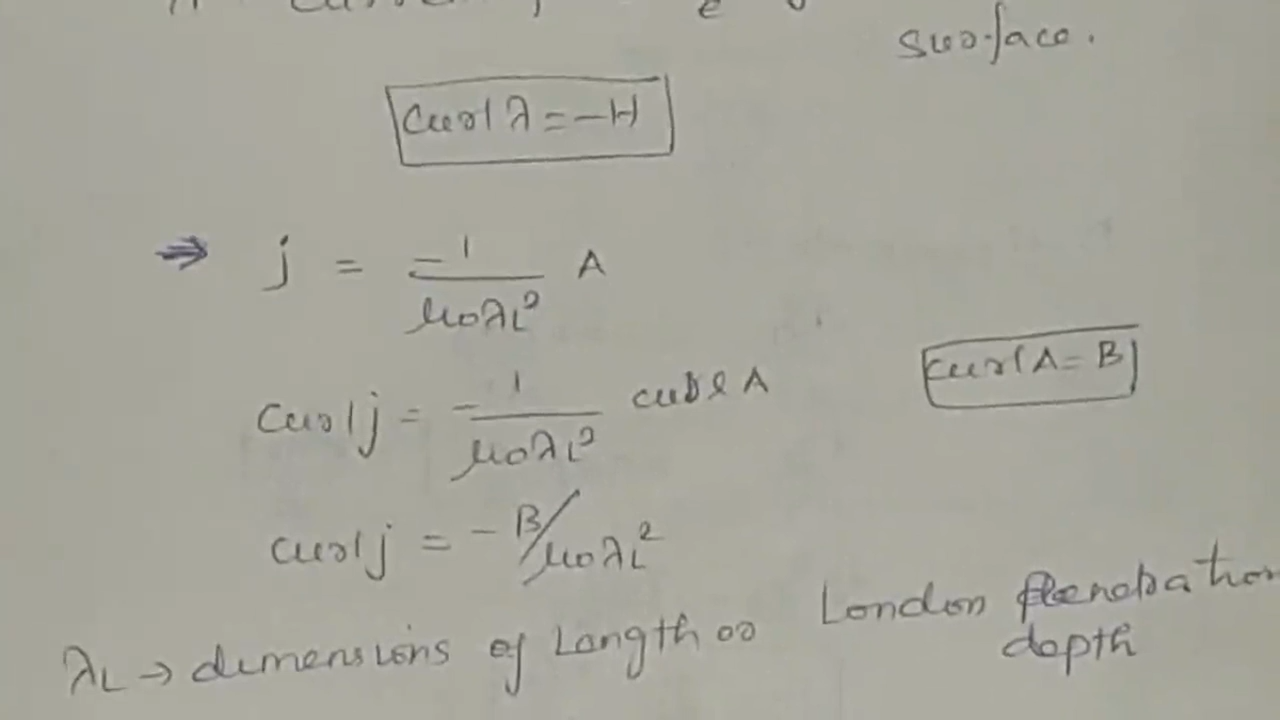 surface.
Curl λ = -H
⇒ j = -1/μ0λL² A
Curl j = -1/μ0λL² curl A
curl A = B
curl j = -B/μ0λL²
λL → dimensions of Length or London Penetration
depth